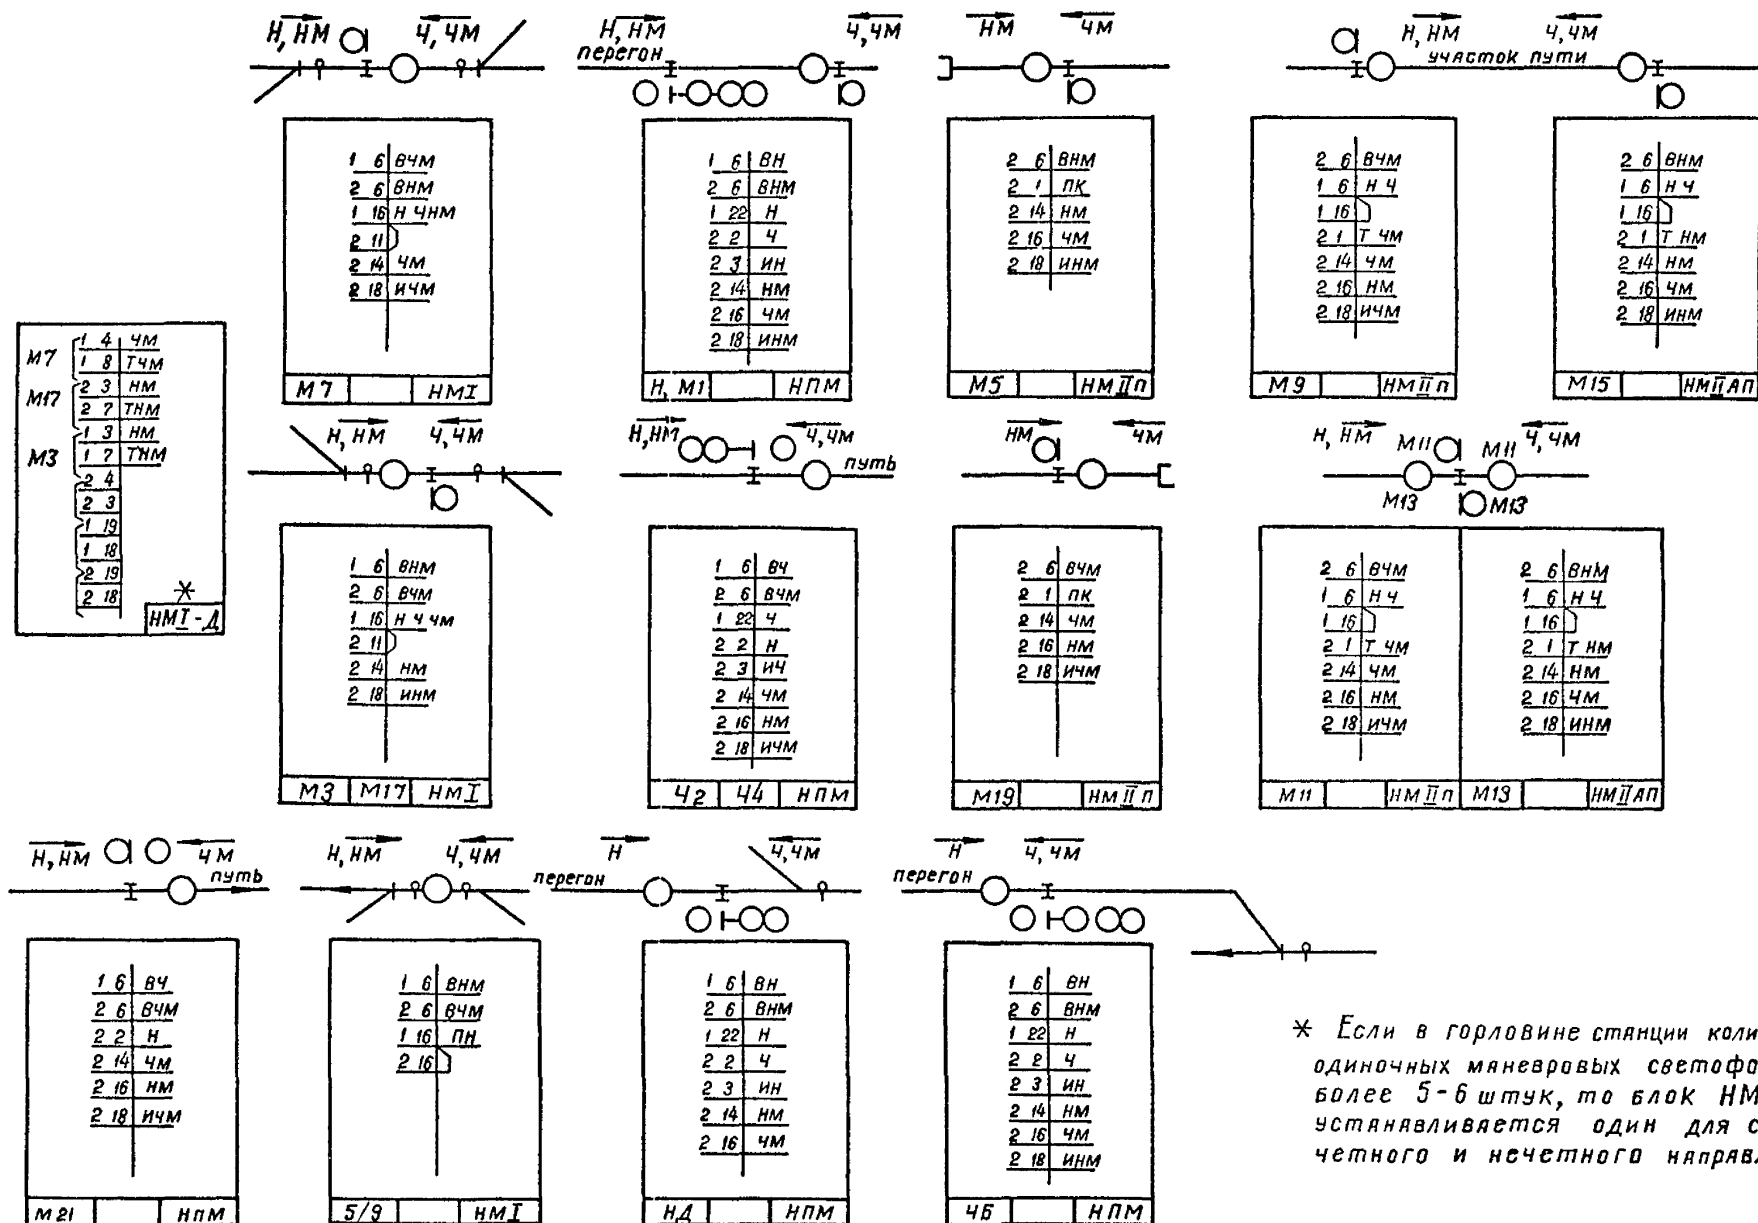 Н, НМ
Ч, ЧМ
Н, НМ
перегон
Ч, ЧМ
НМ
ЧМ
Н, НМ
Ч, ЧМ
участок пути
1 6 ВЧМ
2 6 ВНМ
1 16 Н ЧНМ
2 11
2 14 ЧМ
2 18 ИЧМ
М7 НМI
1 6 ВН
2 6 ВНМ
1 22 Н
2 2 Ч
2 3 ИН
2 14 НМ
2 16 ЧМ
2 18 ИНМ
Н, М1 НПМ
2 6 ВНМ
2 1 ПК
2 14 НМ
2 16 ЧМ
2 18 ИНМ
М5 НМIIП
2 6 ВЧМ
1 6 Н Ч
1 16
2 1 Т ЧМ
2 14 ЧМ
2 16 НМ
2 18 ИЧМ
М9 НМIIП
2 6 ВНМ
1 6 Н Ч
1 16
2 1 Т НМ
2 14 НМ
2 16 ЧМ
2 18 ИНМ
М15 НМIIАП
М7
1 4 ЧМ
1 8 ТЧМ
М17
2 3 НМ
2 7 ТНМ
М3
1 3 НМ
1 7 ТНМ
2 4
2 3
1 19
1 18
2 19
2 18
*
НМI-Д
Н, НМ
Ч, ЧМ
Н, НМ
Ч, ЧМ
путь
НМ
ЧМ
Н, НМ
М11
М11
Ч, ЧМ
М13
М13
1 6 ВНМ
2 6 ВЧМ
1 16 Н Ч ЧМ
2 11
2 14 НМ
2 18 ИНМ
М3 М17 НМI
1 6 ВЧ
2 6 ВЧМ
1 22 Ч
2 2 Н
2 3 ИЧ
2 14 ЧМ
2 16 НМ
2 18 ИЧМ
Ч2 Ч4 НПМ
2 6 ВЧМ
2 1 ПК
2 14 ЧМ
2 16 НМ
2 18 ИЧМ
М19 НМIIП
2 6 ВЧМ
1 6 Н Ч
1 16
2 1 Т ЧМ
2 14 ЧМ
2 16 НМ
2 18 ИЧМ
М11 НМIIП
2 6 ВНМ
1 6 Н Ч
1 16
2 1 Т НМ
2 14 НМ
2 16 ЧМ
2 18 ИНМ
М13 НМIIАП
Н, НМ
ЧМ
путь
Н, НМ
Ч, ЧМ
Н
Ч, ЧМ
перегон
Н
Ч, ЧМ
перегон
1 6 ВЧ
2 6 ВЧМ
2 2 Н
2 14 ЧМ
2 16 НМ
2 18 ИЧМ
М21 НПМ
1 6 ВНМ
2 6 ВЧМ
1 16 ПН
2 16
5/9 НМI
1 6 ВН
2 6 ВНМ
1 22 Н
2 2 Ч
2 3 ИН
2 14 НМ
2 16 ЧМ
НД НПМ
1 6 ВН
2 6 ВНМ
1 22 Н
2 2 Ч
2 3 ИН
2 14 НМ
2 16 ЧМ
2 18 ИНМ
ЧБ НПМ
* Если в горловине станции коли
одиночных маневровых светофо
более 5-6 штук, то блок НМ
устанавливается один для с
четного и нечетного направл